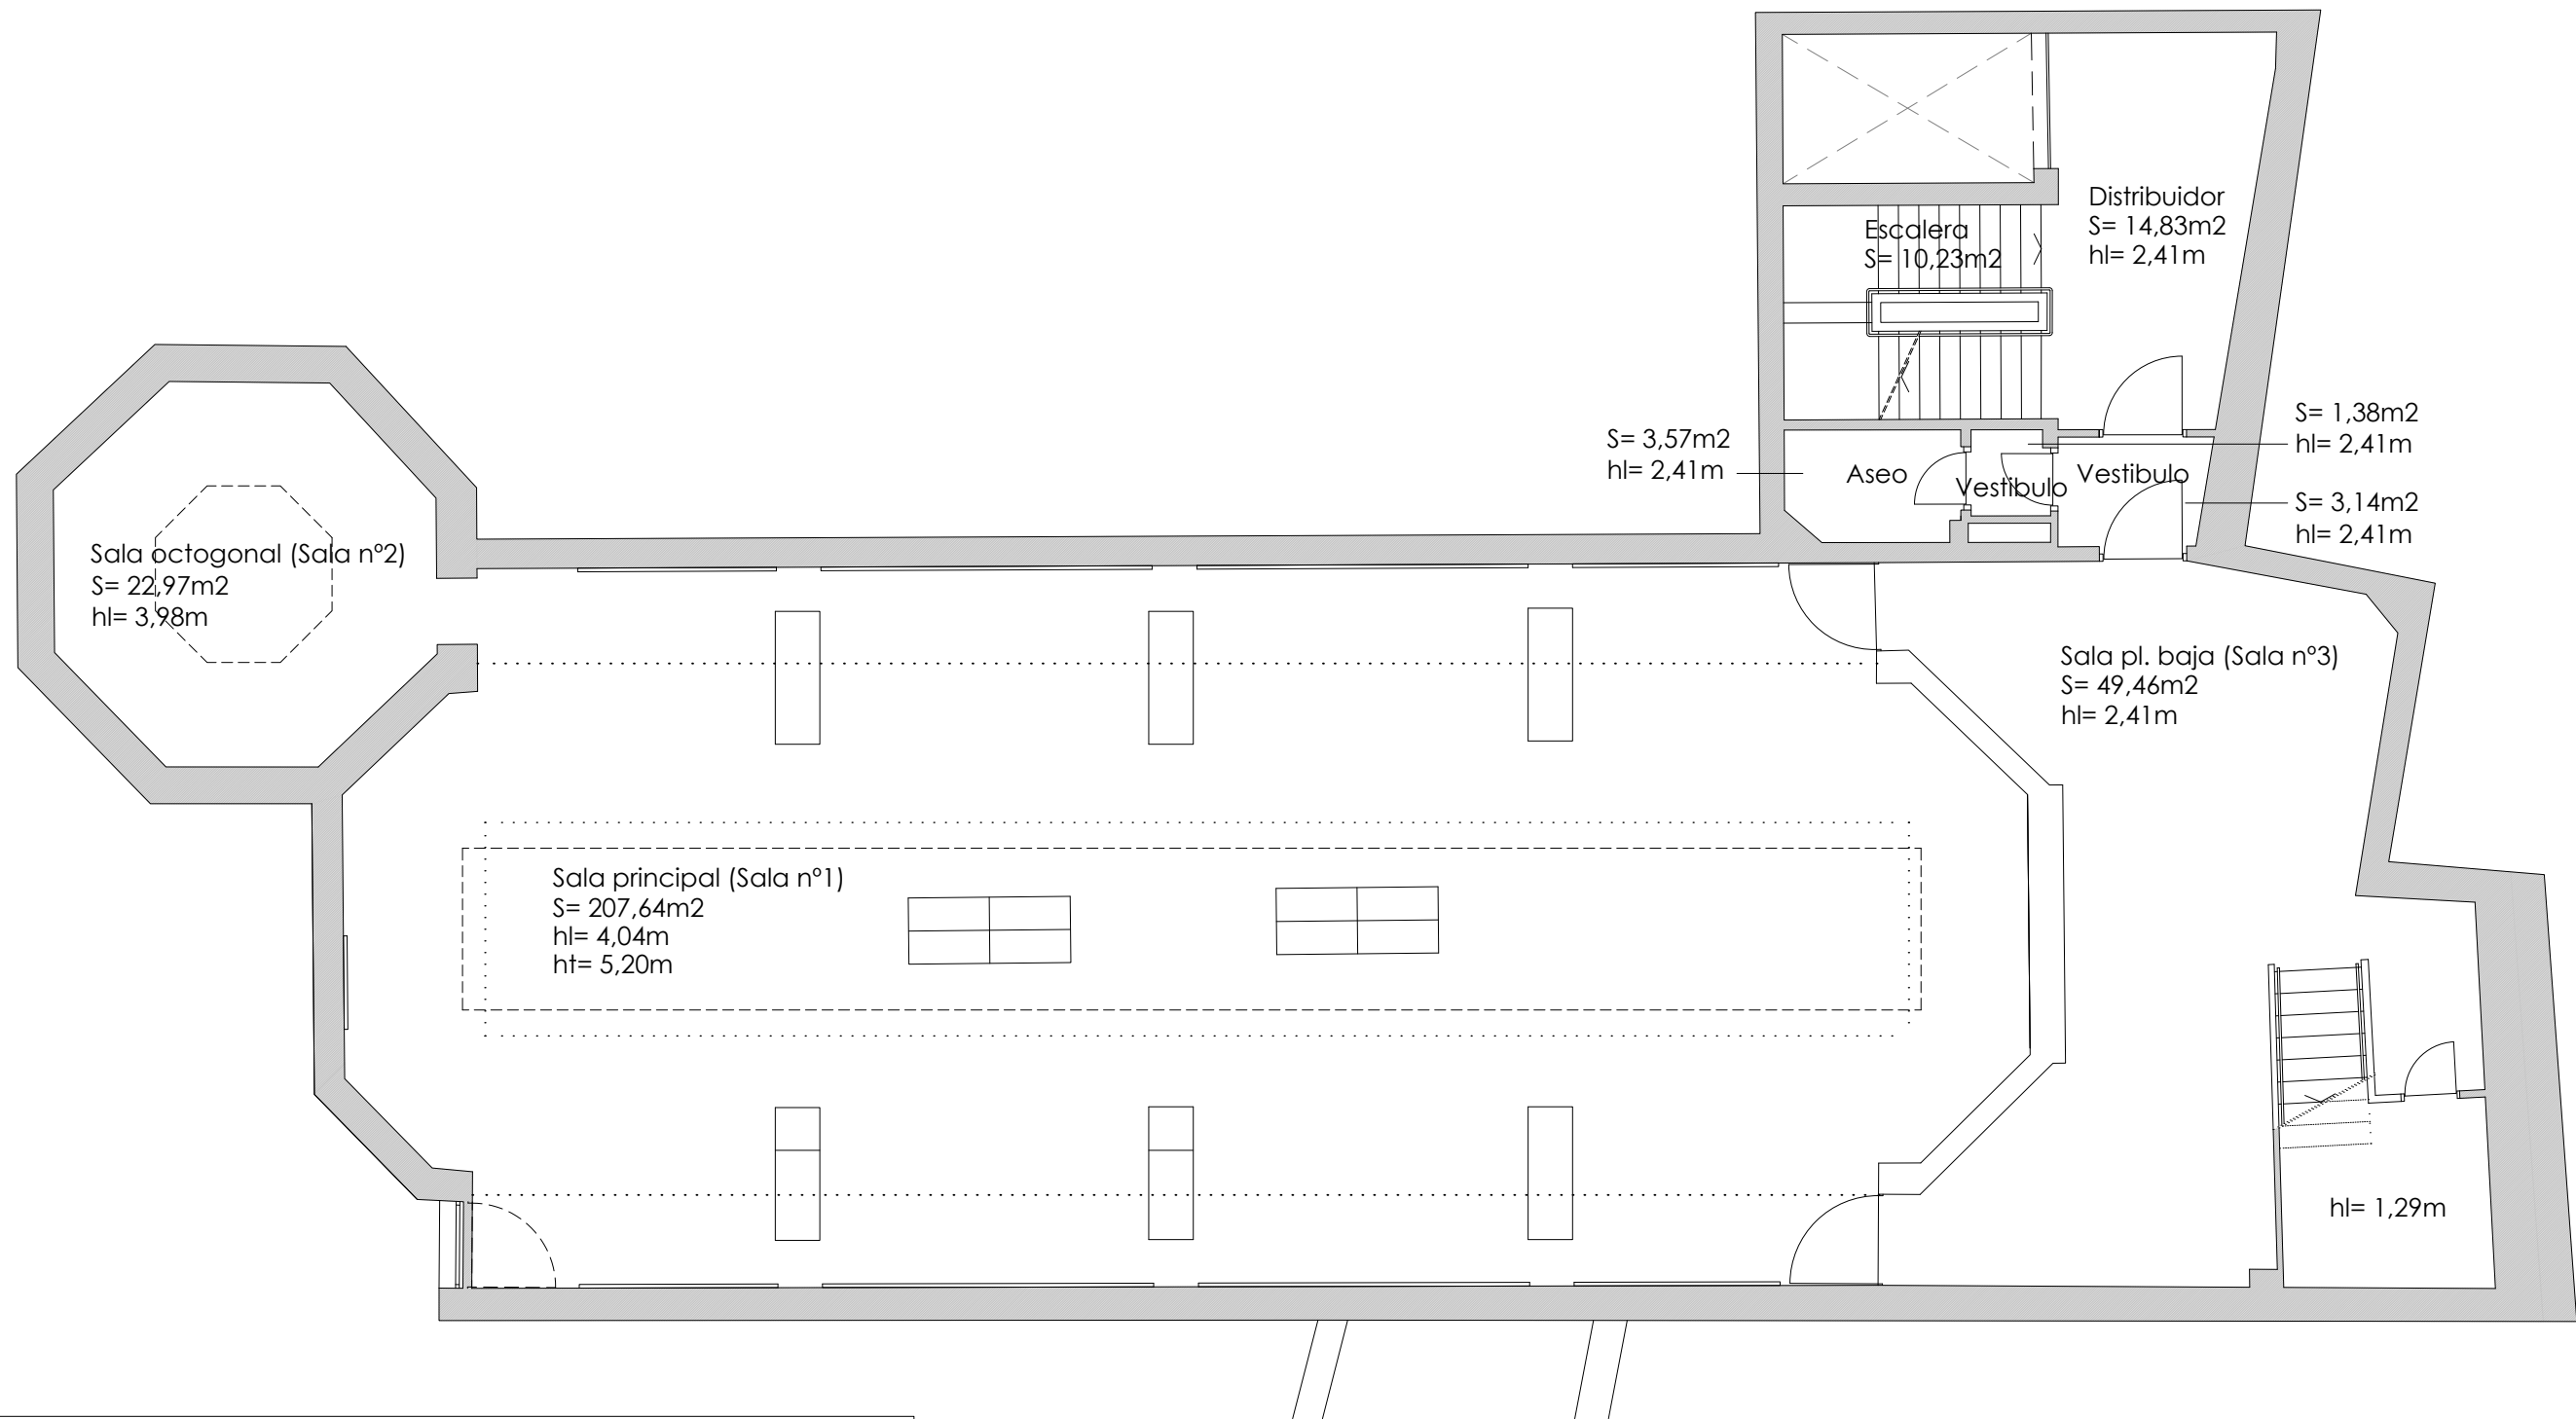 Distribuidor
S= 14,83m2
hl= 2,41m
Escalera
S= 10,23m2
S= 1,38m2
hl= 2,41m
S= 3,57m2
hl= 2,41m
Aseo
Vestibulo
Vestibulo
S= 3,14m2
hl= 2,41m
Sala octogonal (Sala nº2)
S= 22,97m2
hl= 3,98m
Sala pl. baja (Sala nº3)
S= 49,46m2
hl= 2,41m
Sala principal (Sala nº1)
S= 207,64m2
hl= 4,04m
ht= 5,20m
hl= 1,29m